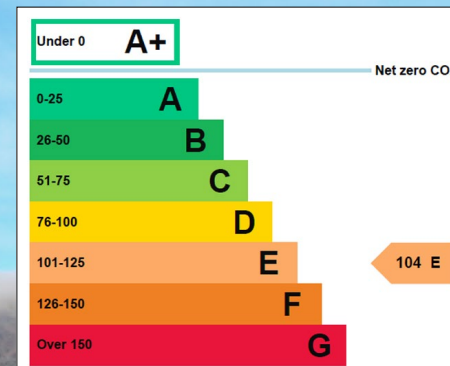 Under 0 A+
Net zero CO
0-25 A
26-50 B
51-75 C
76-100 D
101-125 E
104 E
126-150 F
Over 150 G